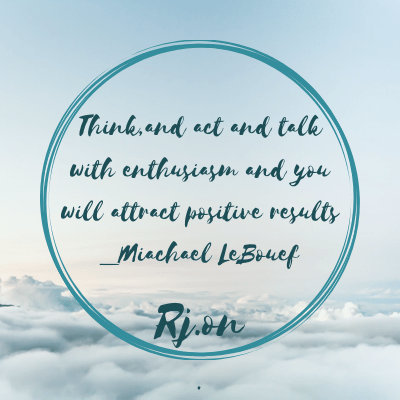 Think,and act and talk
with enthusiasm and you
will attract positive results
_Miachael LeBouef
Rj.on